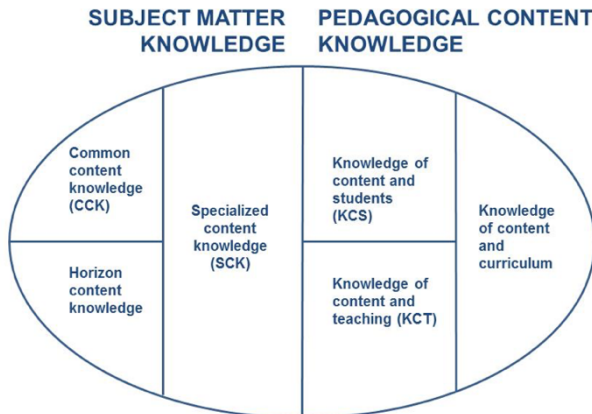 SUBJECT MATTER
KNOWLEDGE
PEDAGOGICAL CONTENT
KNOWLEDGE
Common
content
knowledge
(CCK)
Horizon
content
knowledge
Specialized
content
knowledge
(SCK)
Knowledge of
content and
students
(KCS)
Knowledge of
content and
teaching (KCT)
Knowledge
of content
and
curriculum